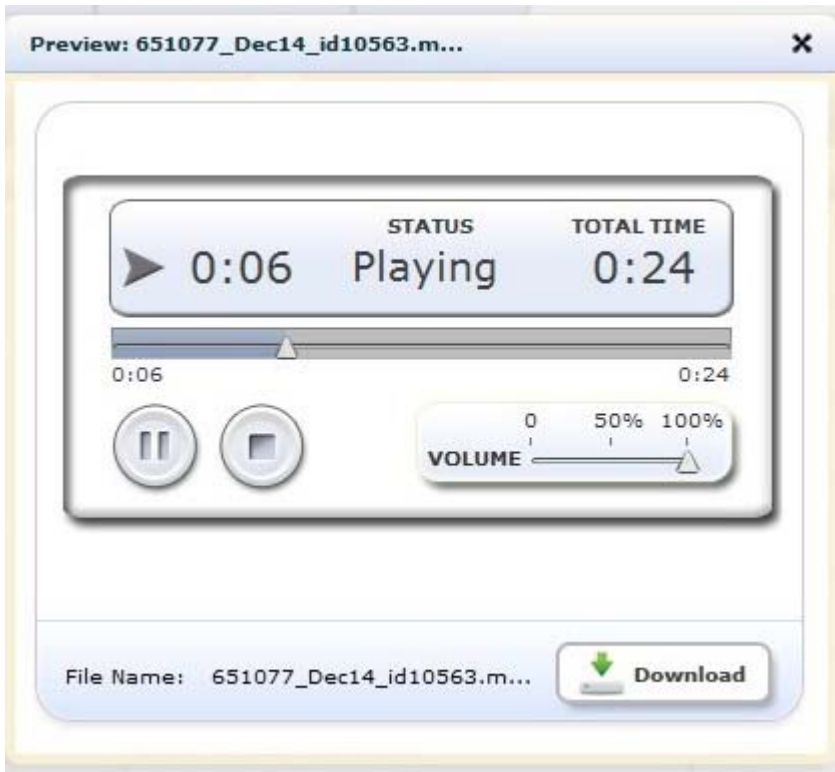 Preview: 651077_Dec14_id10563.m...
STATUS TOTAL TIME
0:06 Playing 0:24
0:06 0:24
0 50% 100%
VOLUME
File Name: 651077_Dec14_id10563.m... Download